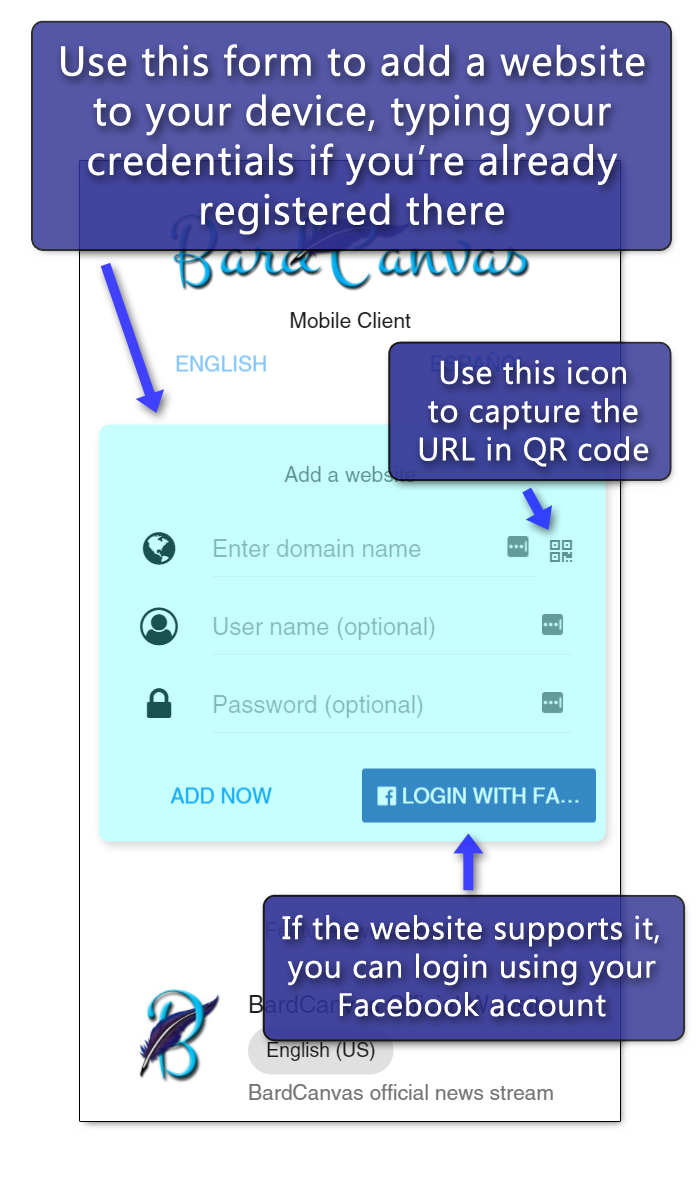 Use this form to add a website
to your device, typing your
credentials if you’re already
registered there
BardCanvas
Mobile Client
ENGLISH
ESPAÑOL
Use this icon
to capture the
URL in QR code
Add a website
Enter domain name
User name (optional)
Password (optional)
ADD NOW
LOGIN WITH FA...
If the website supports it,
you can login using your
Facebook account
BardCanvas
English (US)
BardCanvas official news stream